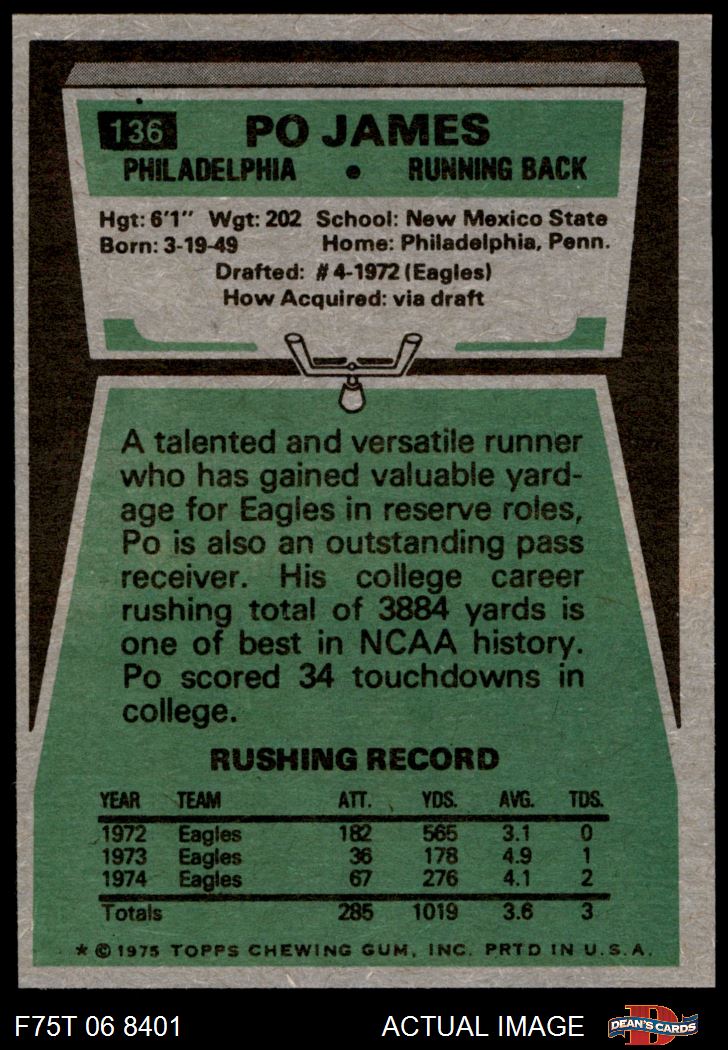 136 PO JAMES
PHILADELPHIA • RUNNING BACK
Hgt: 6'1" Wgt: 202 School: New Mexico State
Born: 3-19-49 Home: Philadelphia, Penn.
Drafted: #4-1972 (Eagles)
How Acquired: via draft
A talented and versatile runner
who has gained valuable yard-
age for Eagles in reserve roles,
Po is also an outstanding pass
receiver. His college career
rushing total of 3884 yards is
one of best in NCAA history.
Po scored 34 touchdowns in
college.
RUSHING RECORD
YEAR TEAM ATT. YDS. AVG. TDS.
1972 Eagles 182 565 3.1 0
1973 Eagles 36 178 4.9 1
1974 Eagles 67 276 4.1 2
Totals 285 1019 3.6 3
* © 1975 TOPPS CHEWING GUM, INC. PRTD IN U.S.A.
F75T 06 8401 ACTUAL IMAGE D DEAN'S CARDS